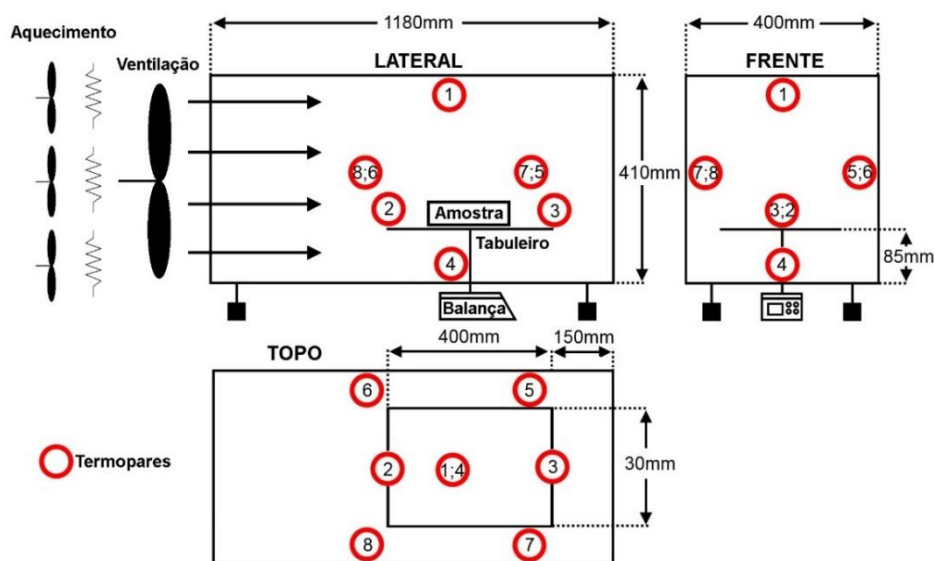 1180mm
400mm
Aquecimento
Ventilação
LATERAL
FRENTE
1
1
8;6
7;5
410mm
7;8
5;6
2
Amostra
3
3;2
Tabuleiro
4
4
85mm
Balança
TOPO
400mm
150mm
6
5
Termopares
2
1;4
3
30mm
8
7